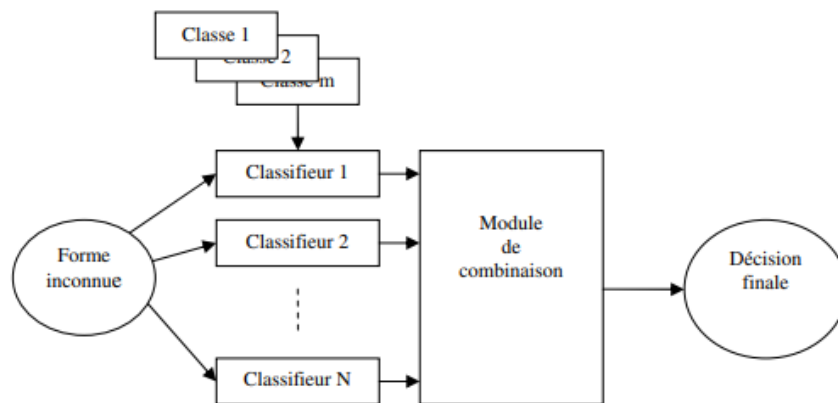 Classe 1
Classe 2
Classe m
Classifieur 1
Classifieur 2
Classifieur N
Forme
inconnue
Module
de
combinaison
Décision
finale